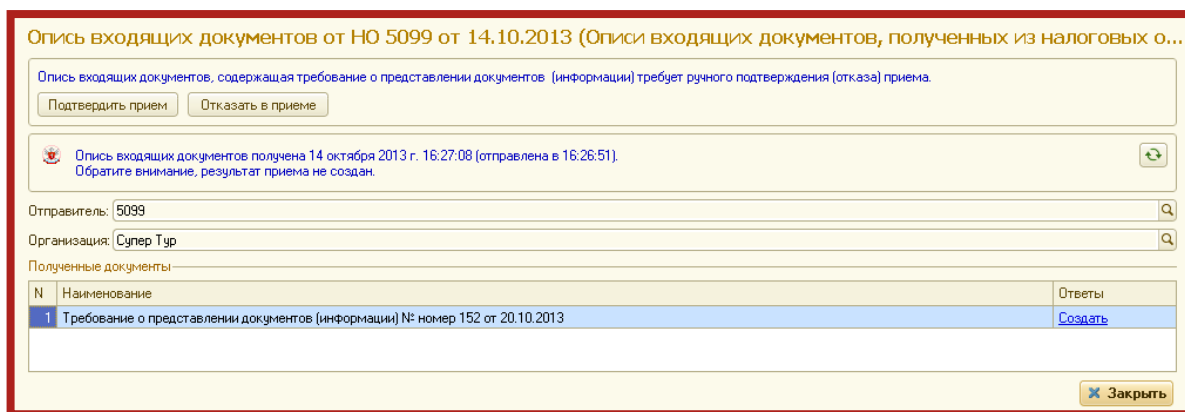 Опись входящих документов от НО 5099 от 14.10.2013 (Описи входящих документов, полученных из налоговых о...
Опись входящих документов, содержащая требование о представлении документов (информации) требует ручного подтверждения (отказа) приема.
Подтвердить прием Отказать в приеме
Опись входящих документов получена 14 октября 2013 г. 16:27:08 (отправлена в 16:26:51).
Обратите внимание, результат приема не создан.
Отправитель: 5099
Организация: Супер Тур
Полученные документы
N Наименование Ответы
1 Требование о представлении документов (информации) № номер 152 от 20.10.2013 Создать
Закрыть